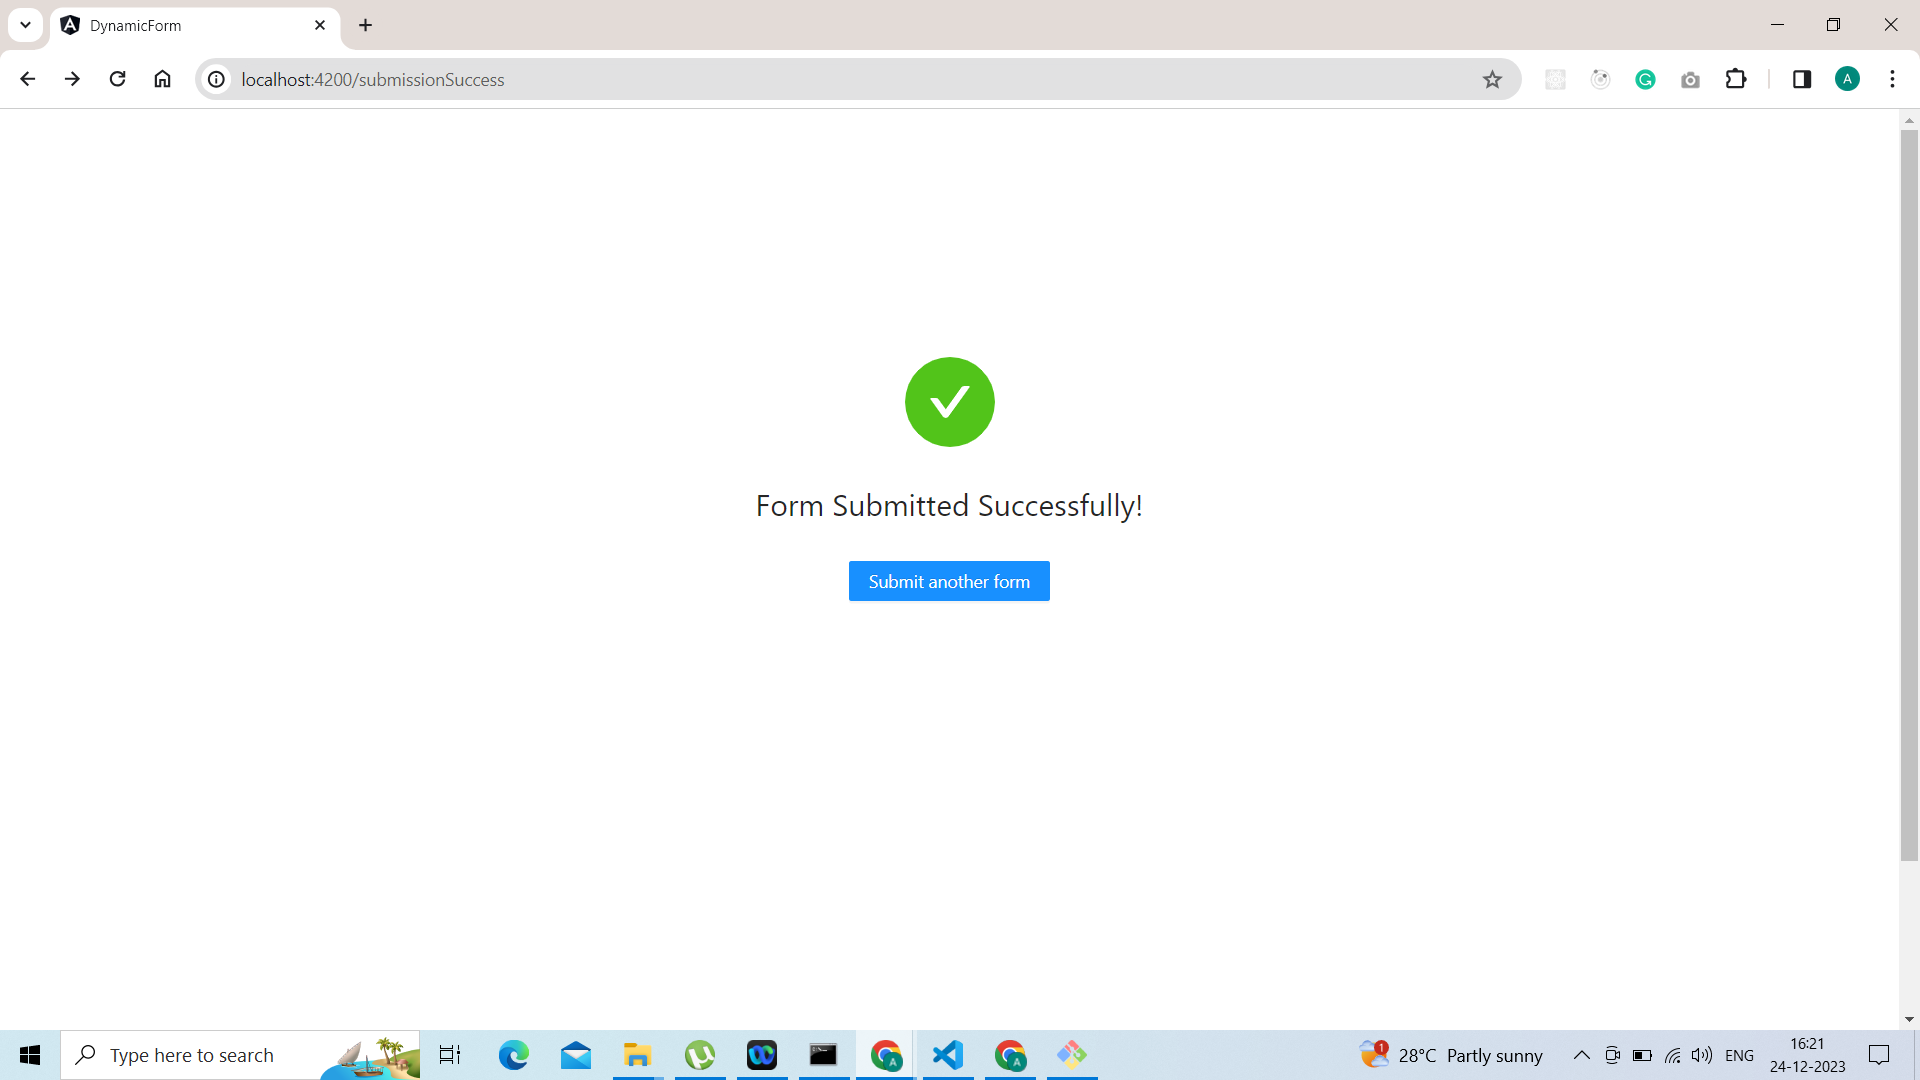 DynamicForm
localhost:4200/submissionSuccess
A
Form Submitted Successfully!
Submit another form
Type here to search
A
A
1
28°C Partly sunny
ENG
16:21
24-12-2023